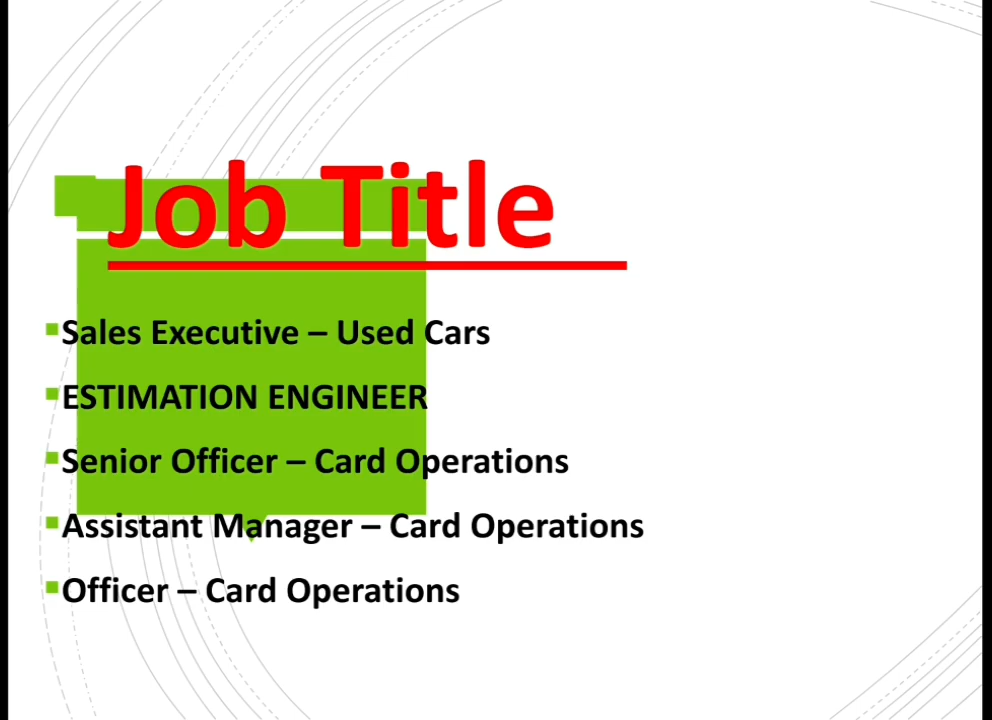 Job Title
Sales Executive – Used Cars
ESTIMATION ENGINEER
Senior Officer – Card Operations
Assistant Manager – Card Operations
Officer – Card Operations